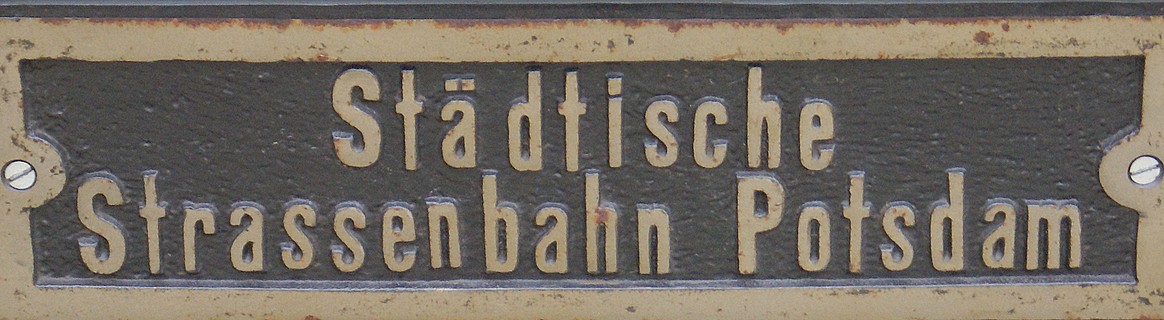 Städtische
Strassenbahn Potsdam